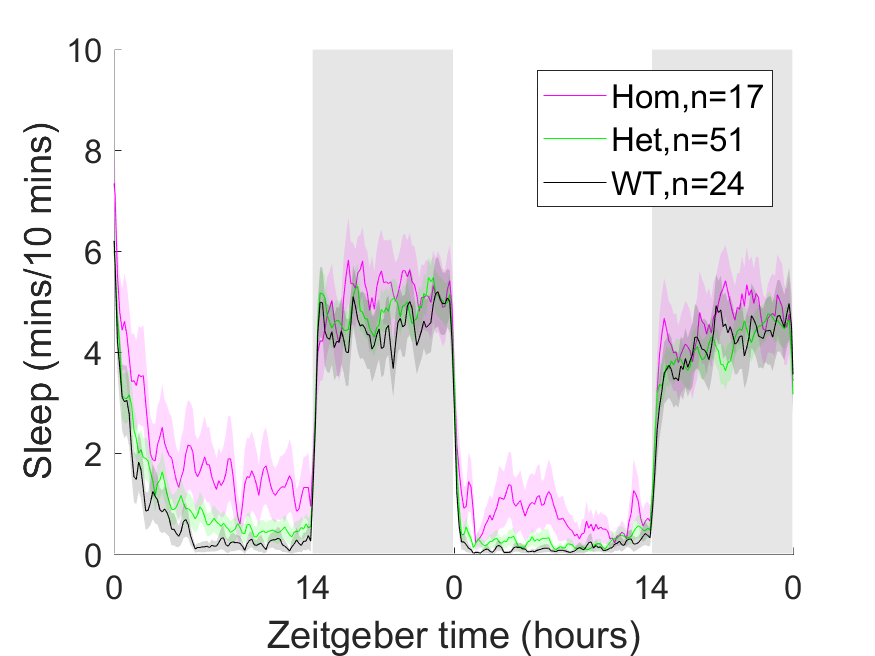 10
8
6
4
2
0
Sleep (mins/10 mins)
Hom,n=17
Het,n=51
WT,n=24
0 14 0 14 0
Zeitgeber time (hours)